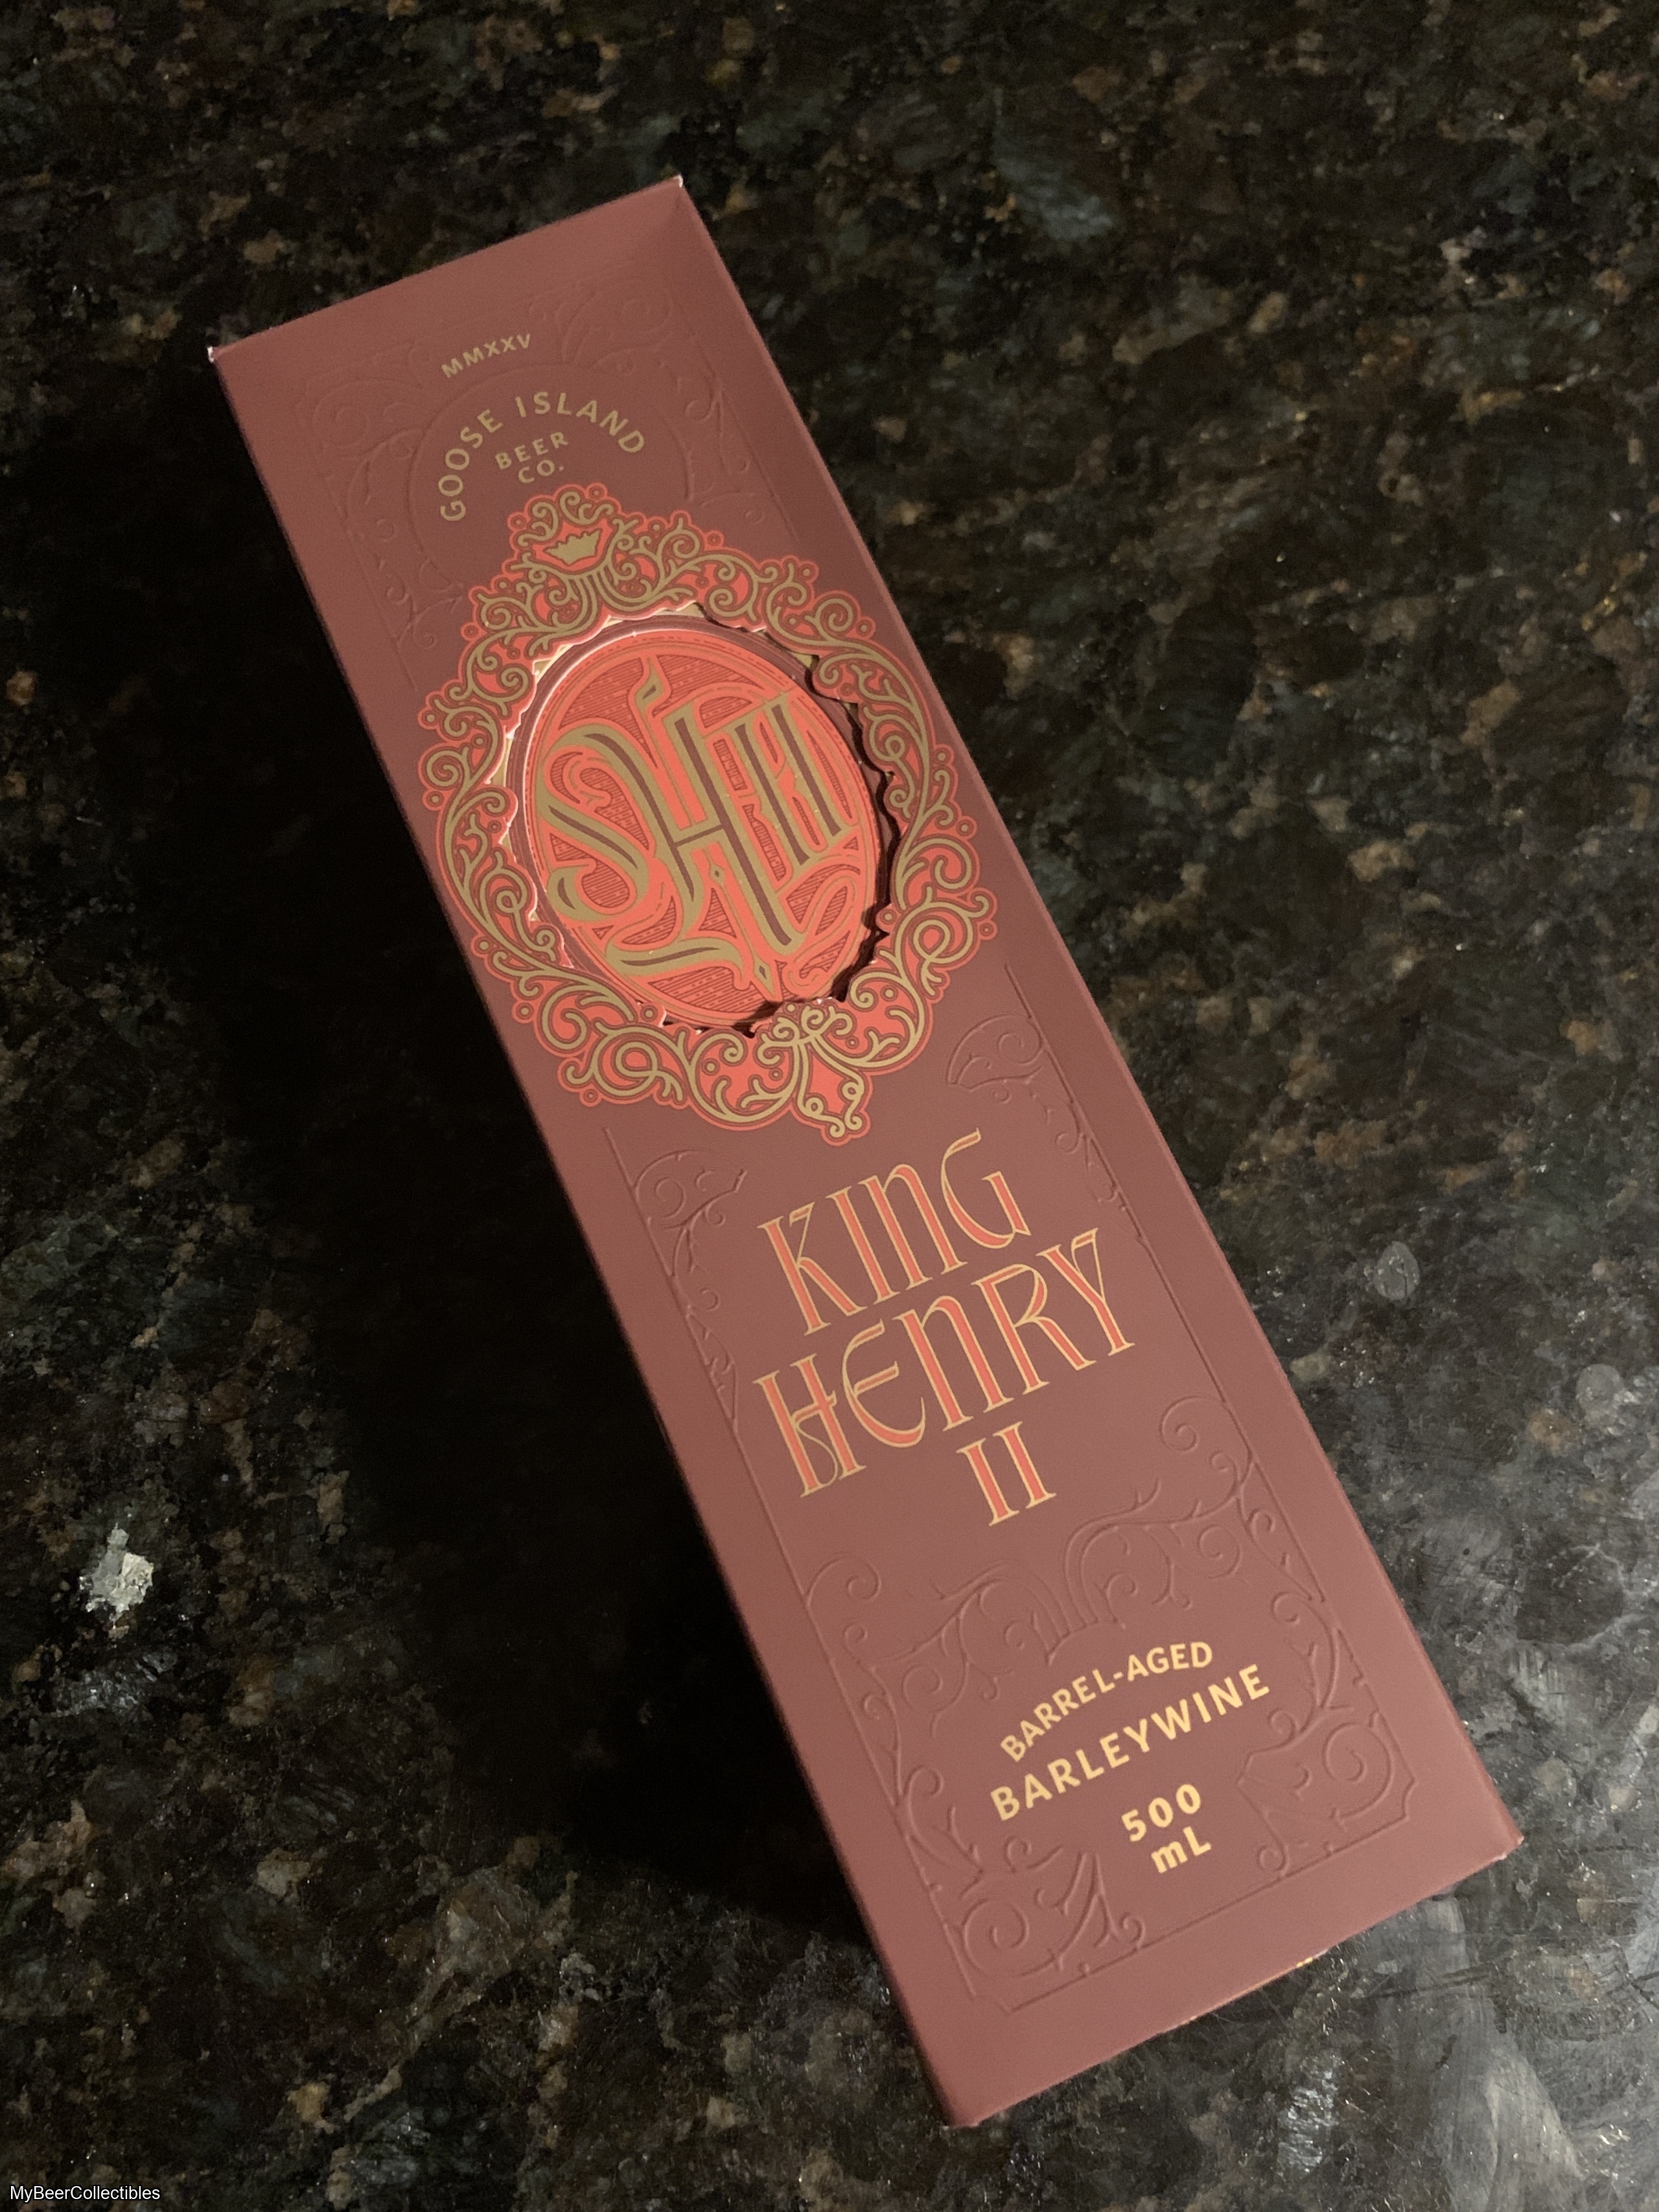 MMXXV
GOOSE ISLAND
BEER
CO.
KING
HENRY
II
BARREL-AGED
BARLEYWINE
500
mL
MyBeerCollectibles